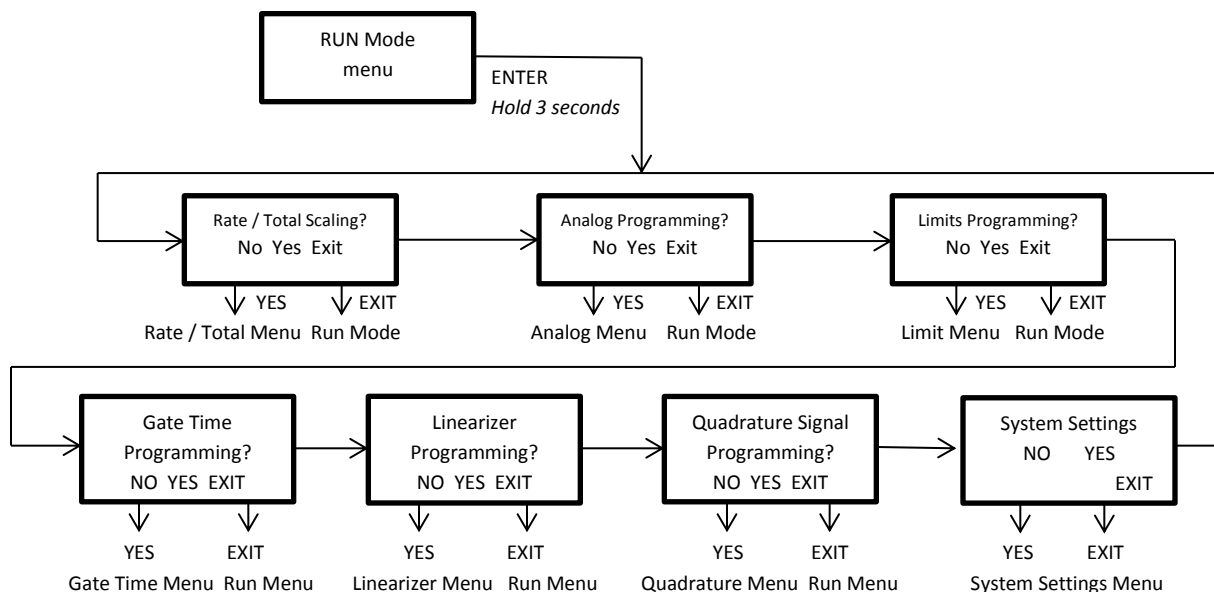 RUN Mode
menu
ENTER
Hold 3 seconds
Rate / Total Scaling?
No Yes Exit
Analog Programming?
No Yes Exit
Limits Programming?
No Yes Exit
YES EXIT
Rate / Total Menu Run Mode
YES EXIT
Analog Menu Run Mode
YES EXIT
Limit Menu Run Mode
Gate Time
Programming?
NO YES EXIT
Linearizer
Programming?
NO YES EXIT
Quadrature Signal
Programming?
NO YES EXIT
System Settings
NO YES
EXIT
YES EXIT
Gate Time Menu Run Menu
YES EXIT
Linearizer Menu Run Menu
YES EXIT
Quadrature Menu Run Menu
YES EXIT
System Settings Menu